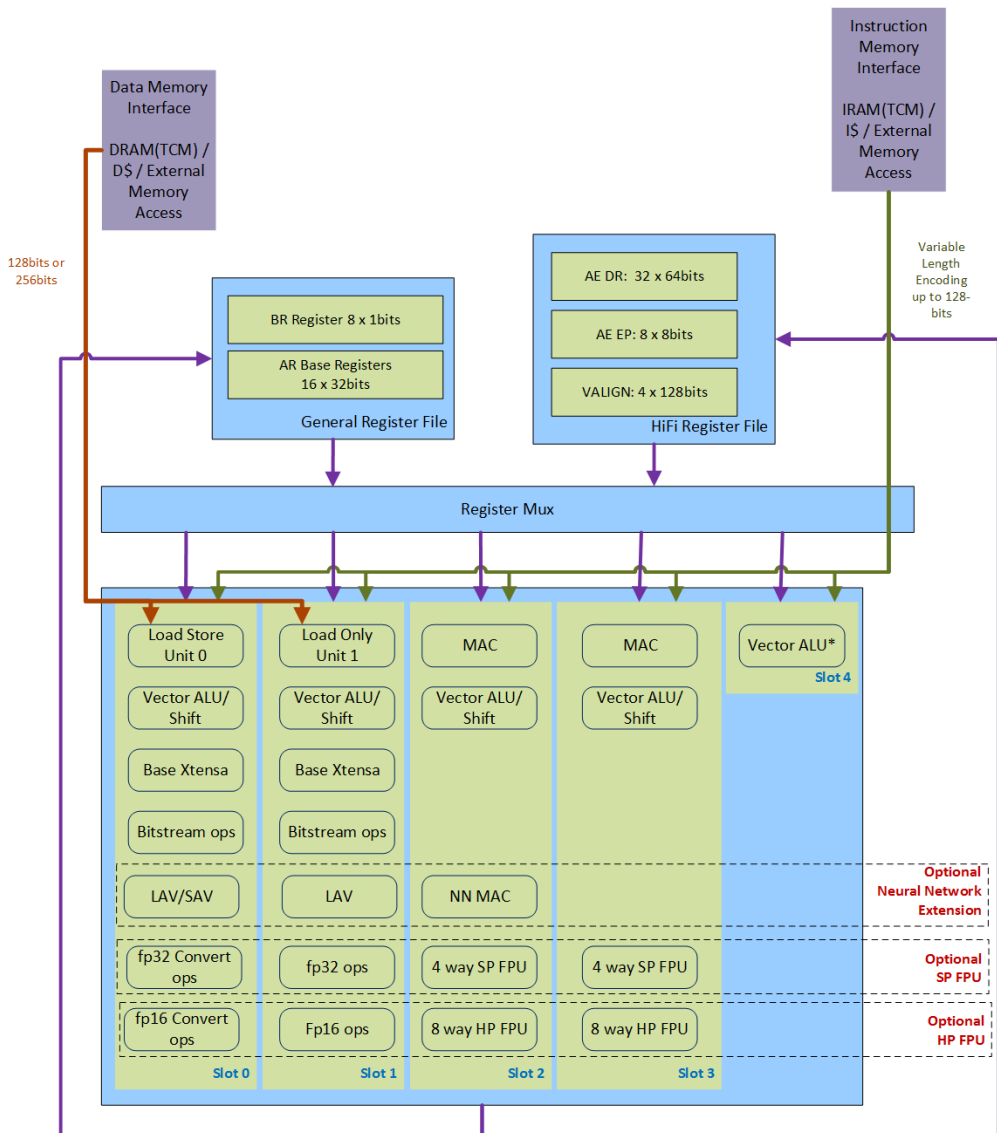 Instruction
Memory
Interface
IRAM(TCM) /
I$ / External
Memory
Access
Data Memory
Interface
DRAM(TCM) /
D$ / External
Memory
Access
128bits or
256bits
Variable
Length
Encoding
up to 128-
bits
BR Register 8 x 1bits
AR Base Registers
16 x 32bits
General Register File
AE DR: 32 x 64bits
AE EP: 8 x 8bits
VALIGN: 4 x 128bits
HiFi Register File
Register Mux
Load Store
Unit 0
Vector ALU/
Shift
Base Xtensa
Bitstream ops
LAV/SAV
fp32 Convert
ops
fp16 Convert
ops
Slot 0
Load Only
Unit 1
Vector ALU/
Shift
Base Xtensa
Bitstream ops
LAV
fp32 ops
Fp16 ops
Slot 1
MAC
Vector ALU/
Shift
NN MAC
4 way SP FPU
8 way HP FPU
Slot 2
MAC
Vector ALU/
Shift
4 way SP FPU
8 way HP FPU
Slot 3
Vector ALU*
Slot 4
Optional
Neural Network
Extension
Optional
SP FPU
Optional
HP FPU